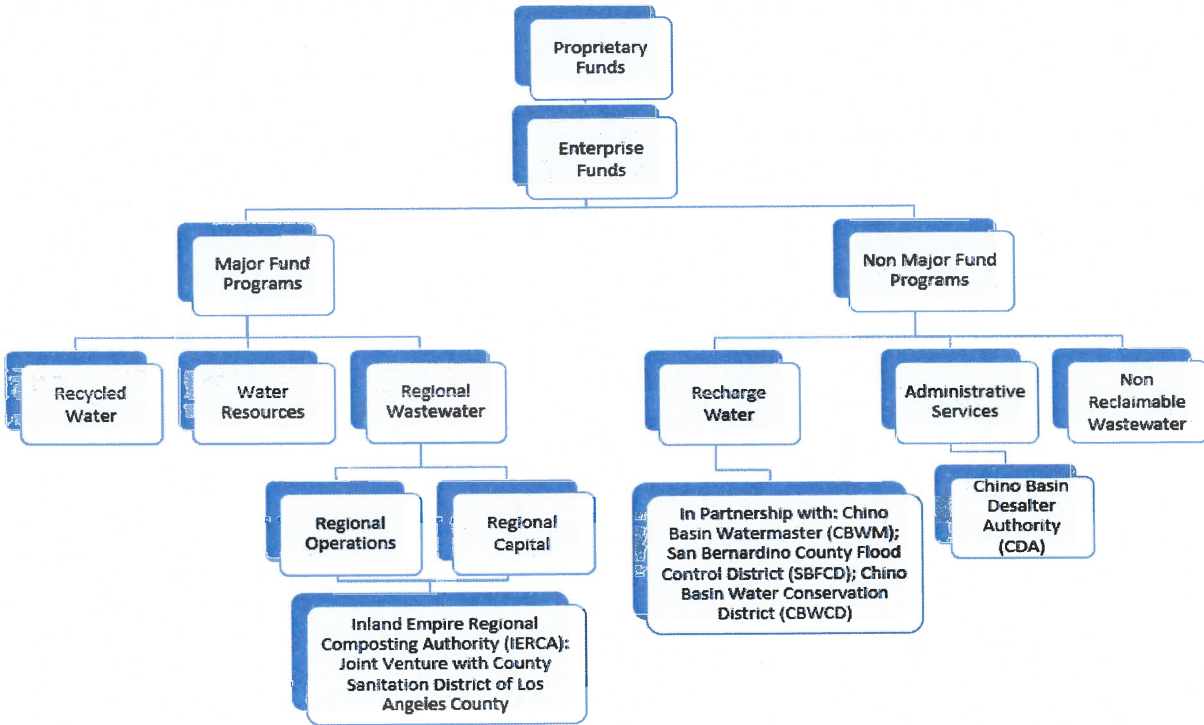 Proprietary
Funds
Enterprise
Funds
Major Fund
Programs
Non Major Fund
Programs
Recycled
Water
Water
Resources
Regional
Wastewater
Recharge
Water
Administrative
Services
Non
Reclaimable
Wastewater
Regional
Operations
Regional
Capital
In Partnership with: Chino
Basin Watermaster (CBWM);
San Bernardino County Flood
Control District (SBFCD); Chino
Basin Water Conservation
District (CBWCD)
Chino Basin
Desalter
Authority
(CDA)
Inland Empire Regional
Composting Authority (IERCA):
Joint Venture with County
Sanitation District of Los
Angeles County